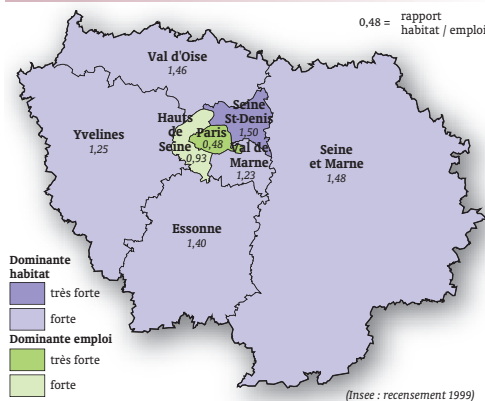 0,48 = rapport
habitat / emploi
Val d'Oise
1,46
Yvelines
1,25
Hauts
de
Seine
0,93
Paris
0,48
Seine
St-Denis
1,50
Val de
Marne
1,23
Seine
et Marne
1,48
Essonne
1,40
Dominante
habitat
très forte
forte
Dominante emploi
très forte
forte
(Insee : recensement 1999)